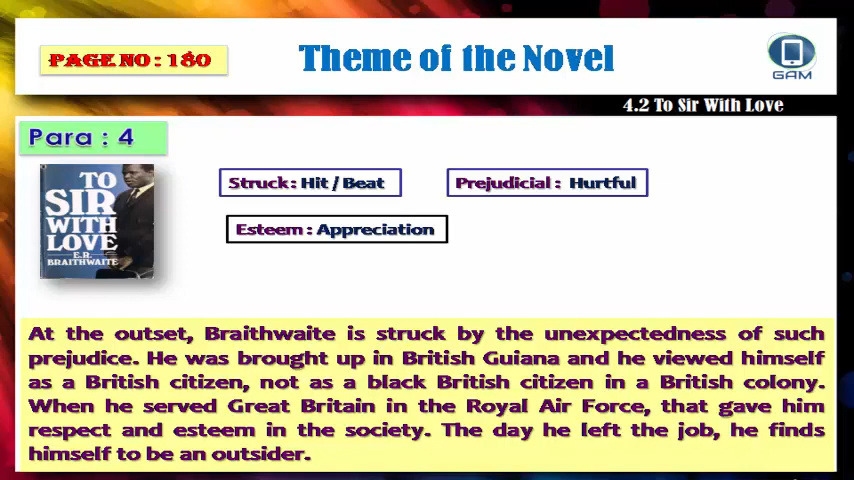 PAGE NO : 180
Theme of the Novel
GAM
4.2 To Sir With Love
Para : 4
TO
SIR
WITH
LOVE
E.R.
BRAITHWAITE
Struck : Hit / Beat
Prejudicial : Hurtful
Esteem : Appreciation
At the outset, Braithwaite is struck by the unexpectedness of such
prejudice. He was brought up in British Guiana and he viewed himself
as a British citizen, not as a black British citizen in a British colony.
When he served Great Britain in the Royal Air Force, that gave him
respect and esteem in the society. The day he left the job, he finds
himself to be an outsider.